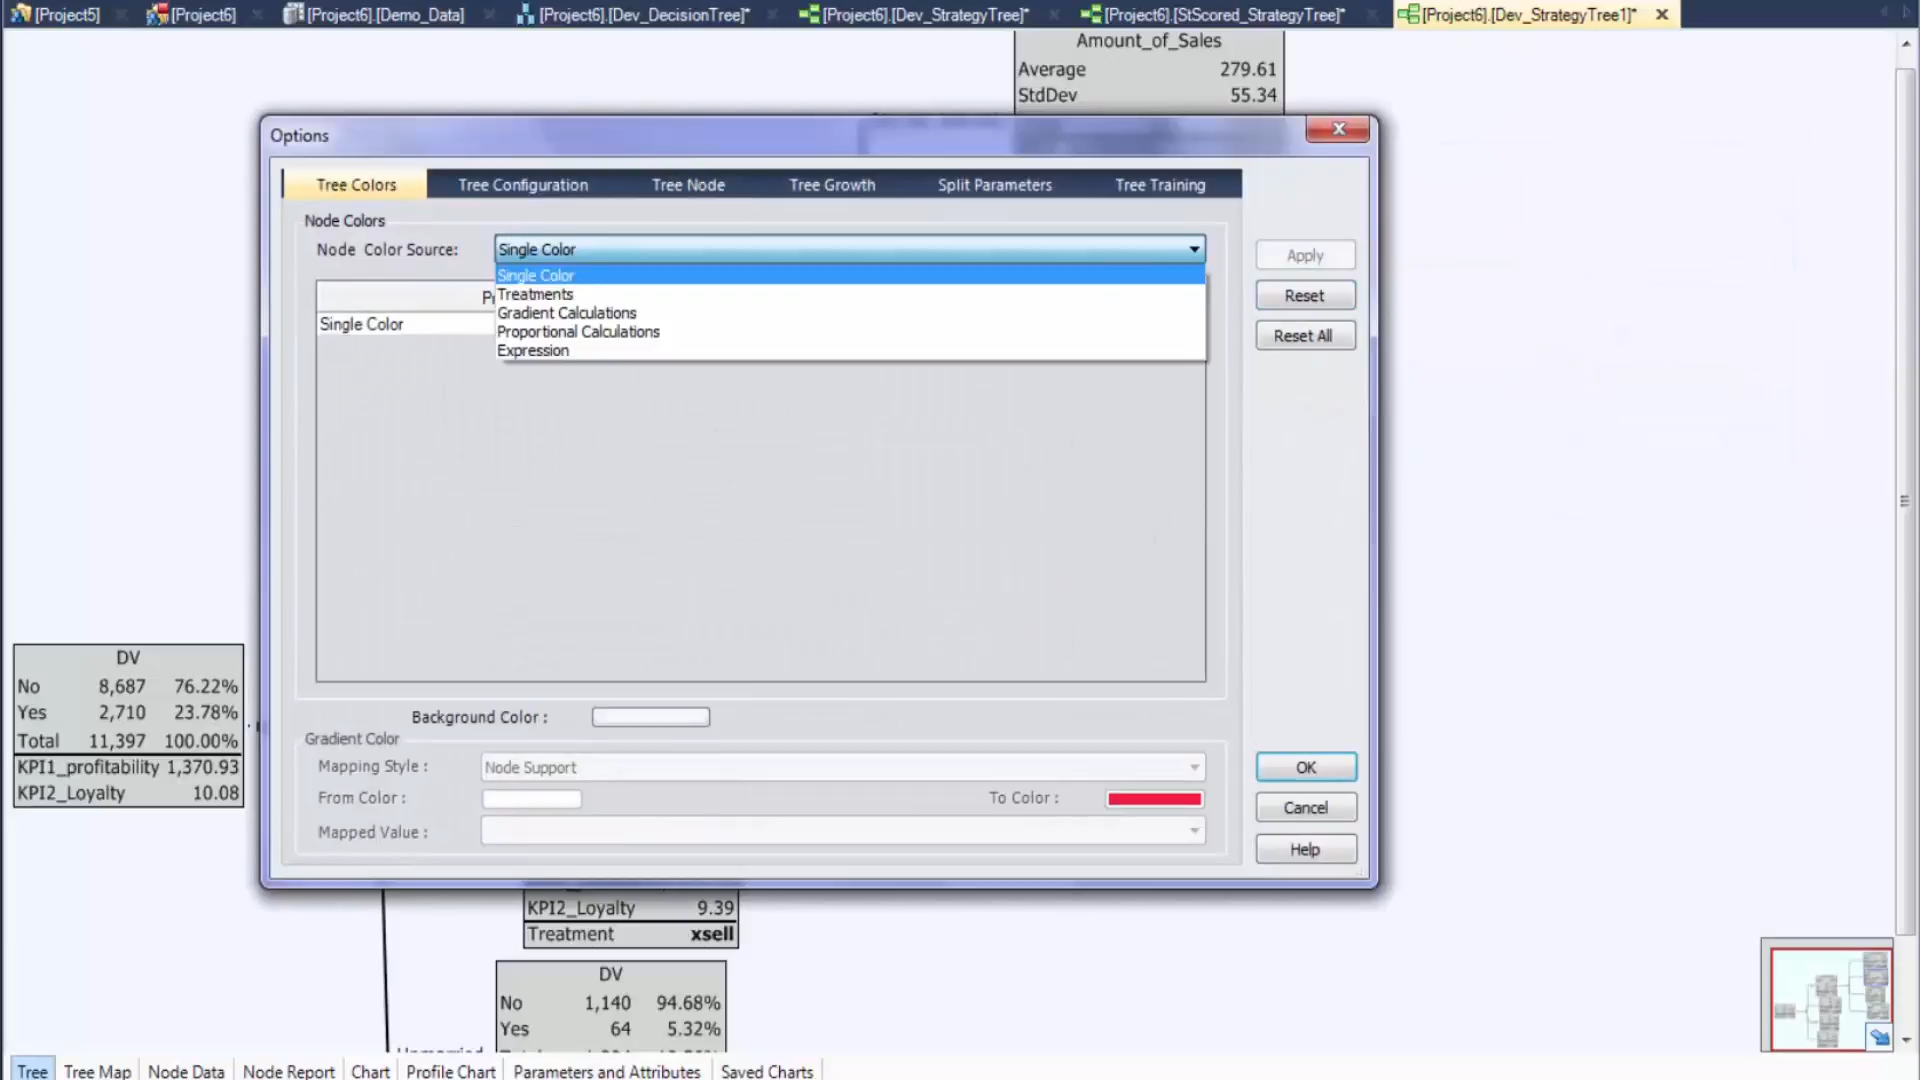 [Project5] [Project6] [Project6].[Demo_Data] [Project6].[Dev_DecisionTree]* [Project6].[Dev_StrategyTree]* [Project6].[StScored_StrategyTree]* [Project6].[Dev_StrategyTree1]*
Amount_of_Sales
Average 279.61
StdDev 55.34
Options
Tree Colors Tree Configuration Tree Node Tree Growth Split Parameters Tree Training
Node Colors
Node Color Source: Single Color
Single Color
Treatments
Gradient Calculations
Proportional Calculations
Expression
Single Color
Apply
Reset
Reset All
Background Color :
Gradient Color
Mapping Style : Node Support
From Color : To Color :
Mapped Value :
OK
Cancel
Help
DV
No 8,687 76.22%
Yes 2,710 23.78%
Total 11,397 100.00%
KPI1_profitability 1,370.93
KPI2_Loyalty 10.08
KPI2_Loyalty 9.39
Treatment xsell
DV
No 1,140 94.68%
Yes 64 5.32%
Tree Tree Map Node Data Node Report Chart Profile Chart Parameters and Attributes Saved Charts